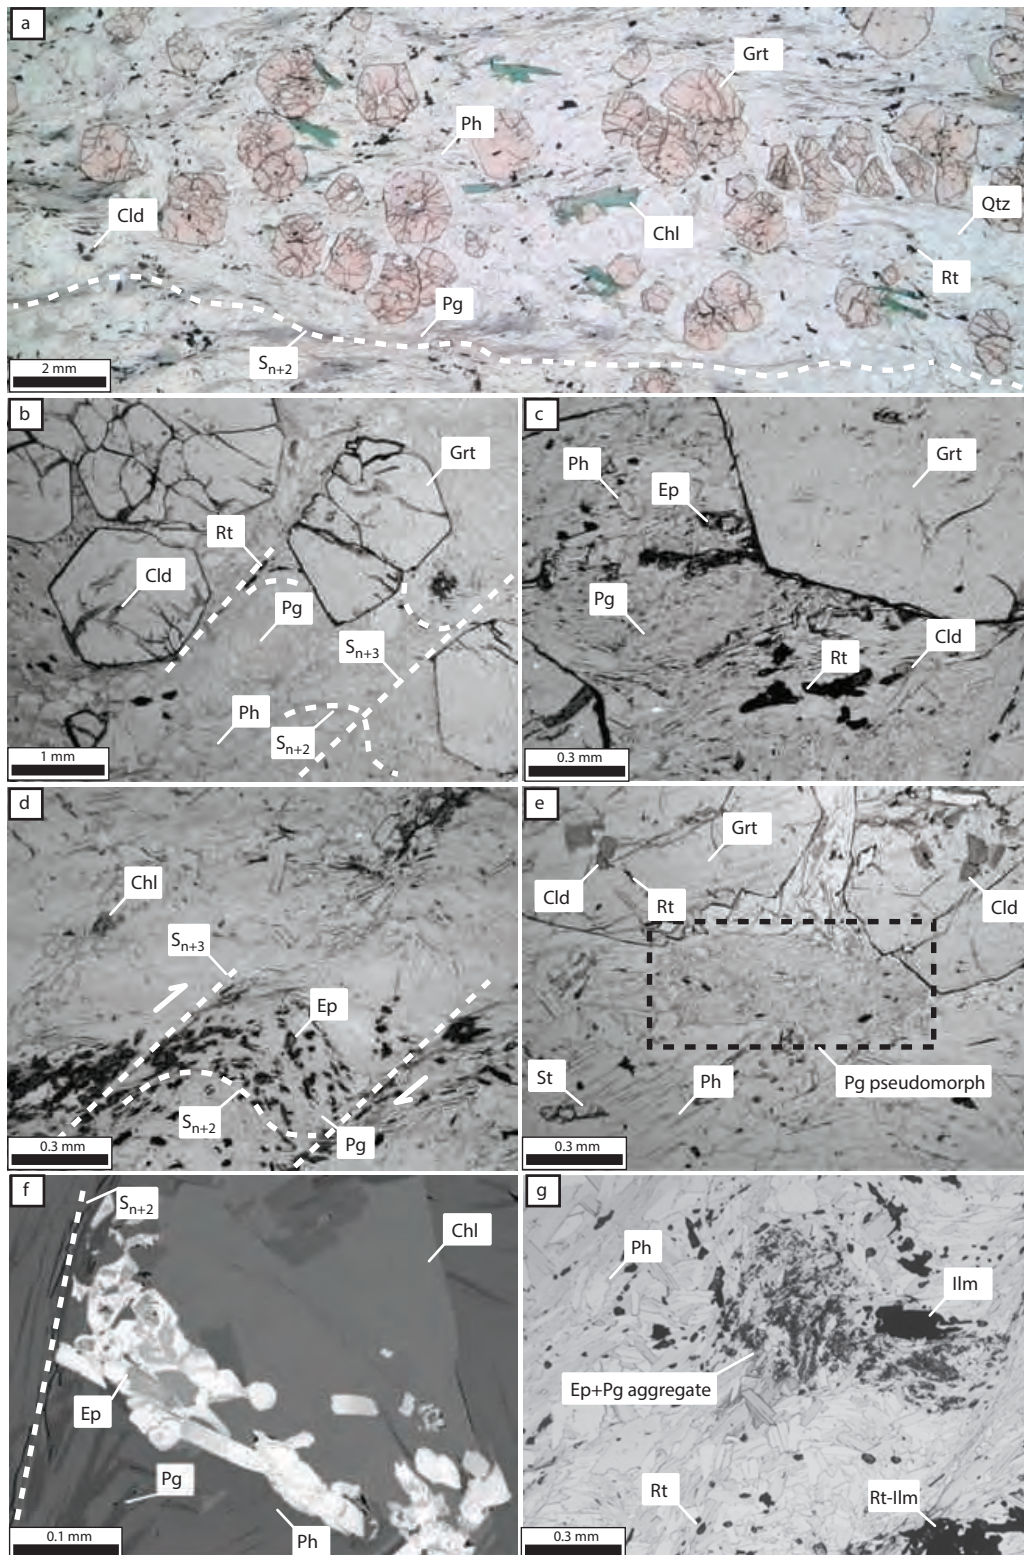 a
Grt
Ph
Cld
Qtz
Chl
Rt
Pg
Sn+2
2 mm
b
Grt
Rt
Cld
Pg
Sn+3
Ph
Sn+2
1 mm
c
Ph
Grt
Ep
Pg
Cld
Rt
0.3 mm
d
Chl
Sn+3
Ep
Sn+2
Pg
0.3 mm
e
Grt
Cld
Rt
Cld
St
Ph
Pg pseudomorph
0.3 mm
f
Sn+2
Chl
Ep
Pg
Ph
0.1 mm
g
Ph
Ilm
Ep+Pg aggregate
Rt
Rt-Ilm
0.3 mm